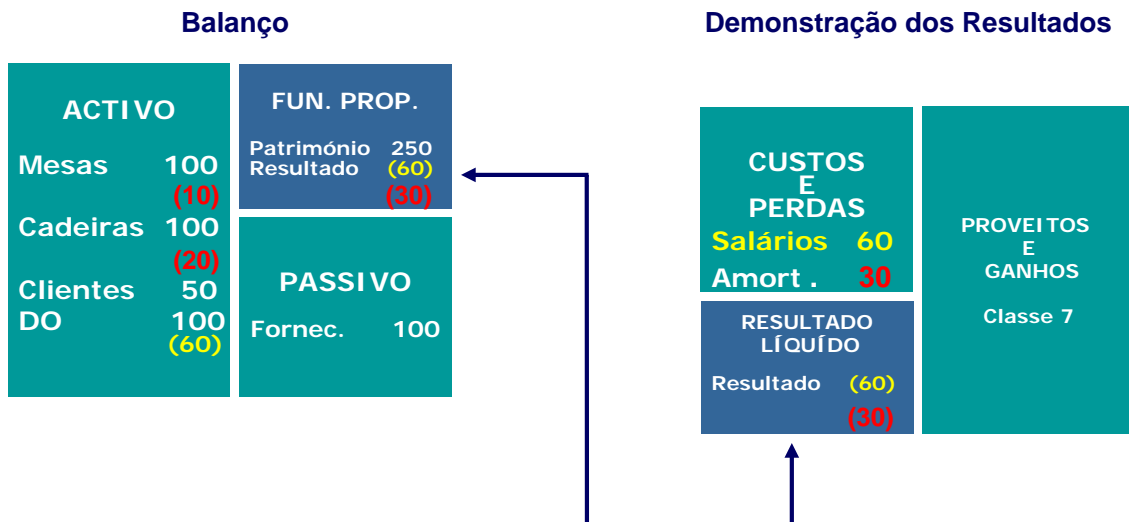 Balanço
ACTIVO
Mesas 100
(10)
Cadeiras 100
(20)
Clientes 50
DO 100
(60)
FUN. PROP.
Património 250
Resultado (60)
(30)
PASSIVO
Fornec. 100
Demonstração dos Resultados
CUSTOS
E
PERDAS
Salários 60
Amort . 30
RESULTADO
LÍQUÍDO
Resultado (60)
(30)
PROVEITOS
E
GANHOS
Classe 7